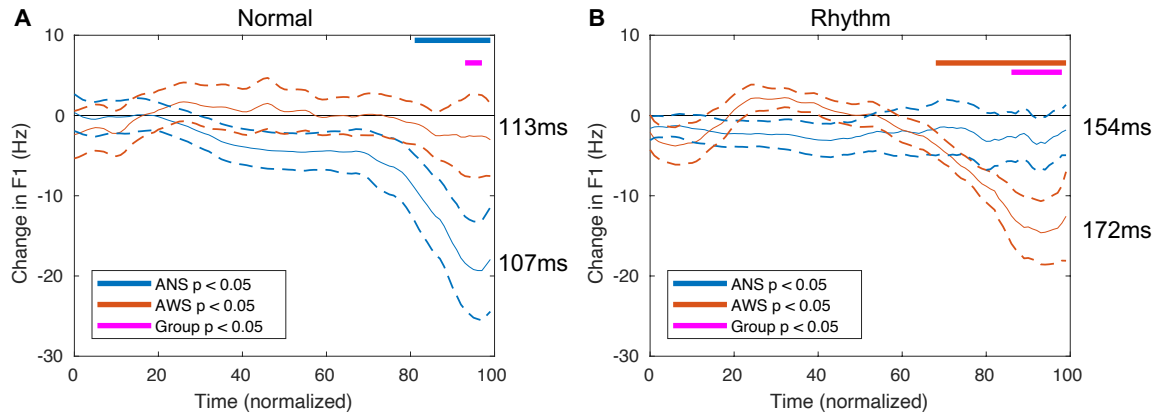 A
Normal
Change in F1 (Hz)
10
0
-10
-20
-30
113ms
107ms
ANS p < 0.05
AWS p < 0.05
Group p < 0.05
0 20 40 60 80 100
Time (normalized)
B
Rhythm
Change in F1 (Hz)
10
0
-10
-20
-30
154ms
172ms
ANS p < 0.05
AWS p < 0.05
Group p < 0.05
0 20 40 60 80 100
Time (normalized)